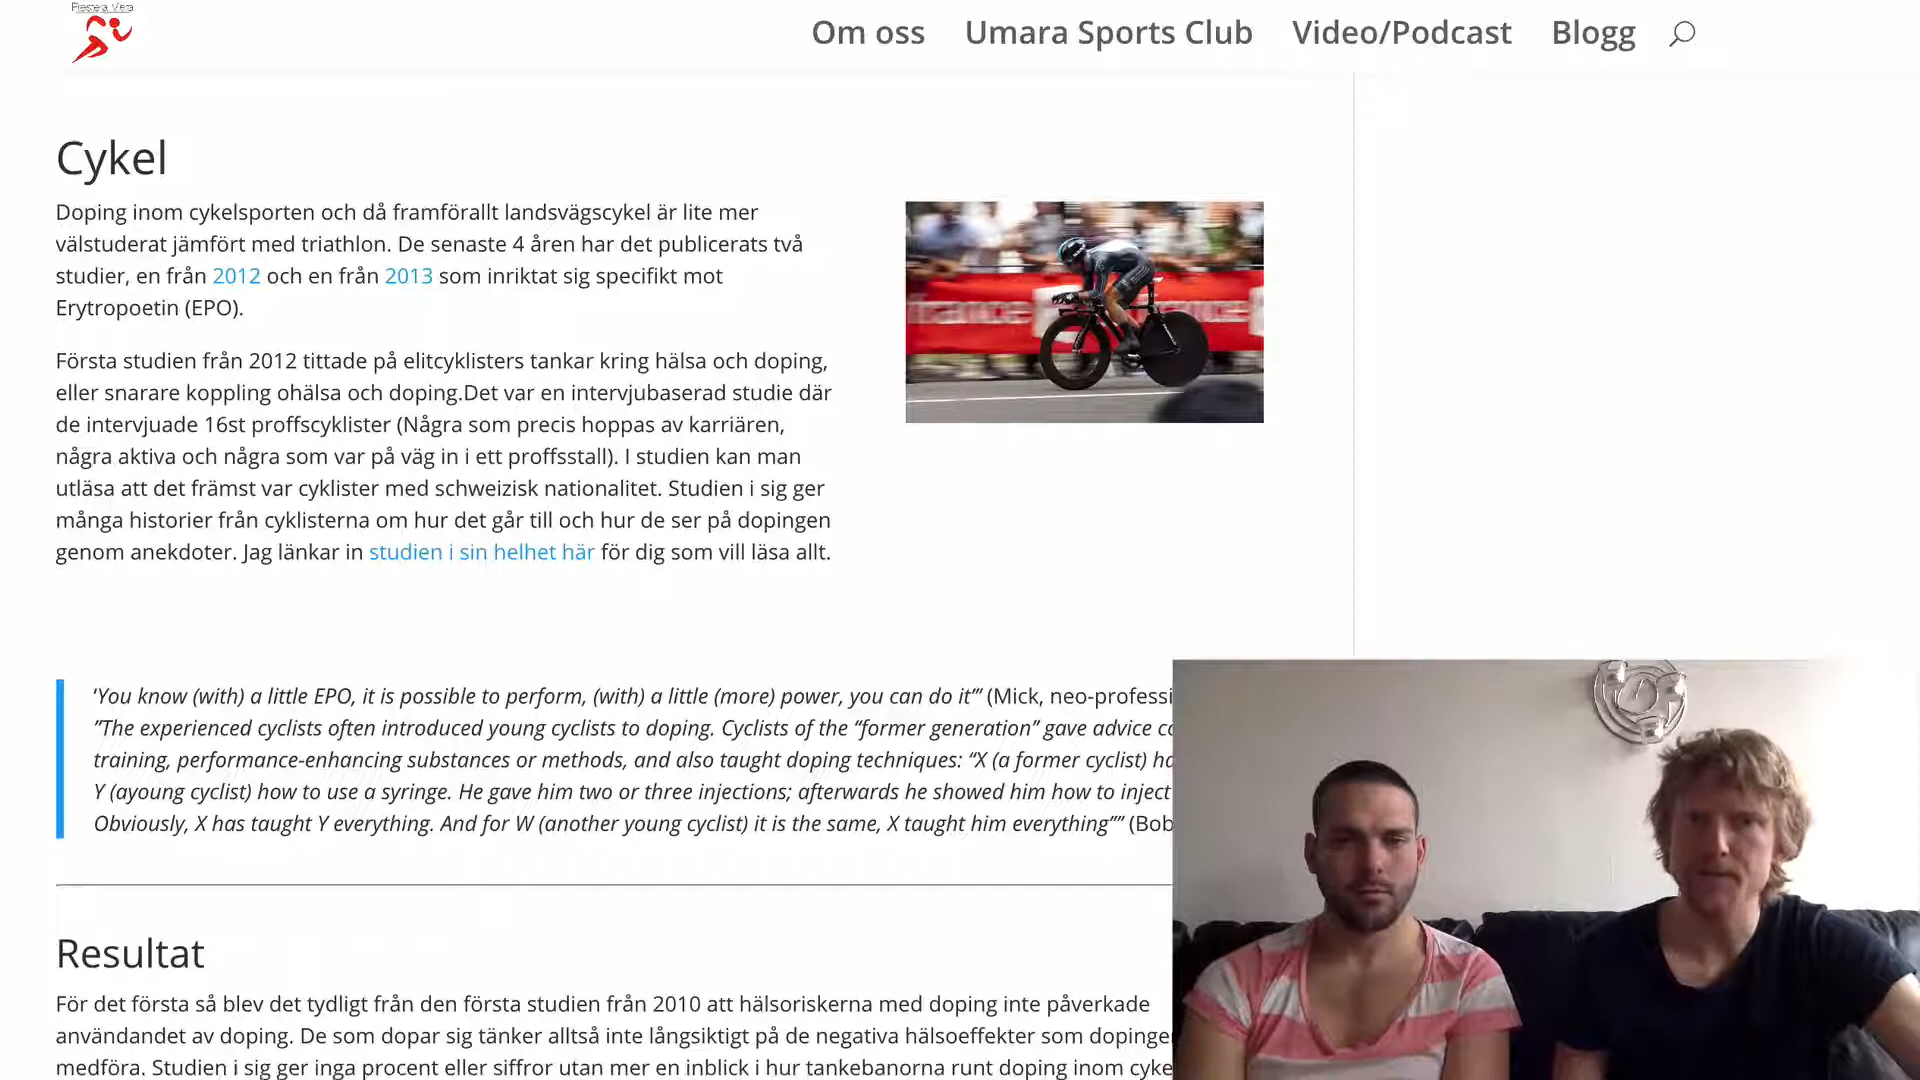 Piestera Vera
Om oss
Umara Sports Club
Video/Podcast
Blogg
Cykel
Doping inom cykelsporten och då framförallt landsvägscykel är lite mer
välstuderat jämfört med triathlon. De senaste 4 åren har det publicerats två
studier, en från 2012 och en från 2013 som inriktat sig specifikt mot
Erytropoetin (EPO).
Första studien från 2012 tittade på elitcyklisters tankar kring hälsa och doping,
eller snarare koppling ohälsa och doping.Det var en intervjubaserad studie där
de intervjuade 16st proffscyklister (Några som precis hoppas av karriären,
några aktiva och några som var på väg in i ett proffsstall). I studien kan man
utläsa att det främst var cyklister med schweizisk nationalitet. Studien i sig ger
många historier från cyklisterna om hur det går till och hur de ser på dopingen
genom anekdoter. Jag länkar in studien i sin helhet här för dig som vill läsa allt.
‘You know (with) a little EPO, it is possible to perform, (with) a little (more) power, you can do it’” (Mick, neo-professi
”The experienced cyclists often introduced young cyclists to doping. Cyclists of the “former generation” gave advice co
training, performance-enhancing substances or methods, and also taught doping techniques: “X (a former cyclist) ha
Y (ayoung cyclist) how to use a syringe. He gave him two or three injections; afterwards he showed him how to inject
Obviously, X has taught Y everything. And for W (another young cyclist) it is the same, X taught him everything”” (Bob
Resultat
För det första så blev det tydligt från den första studien från 2010 att hälsoriskerna med doping inte påverkade
användandet av doping. De som dopar sig tänker alltså inte långsiktigt på de negativa hälsoeffekter som dopinge
medföra. Studien i sig ger inga procent eller siffror utan mer en inblick i hur tankebanorna runt doping inom cyke